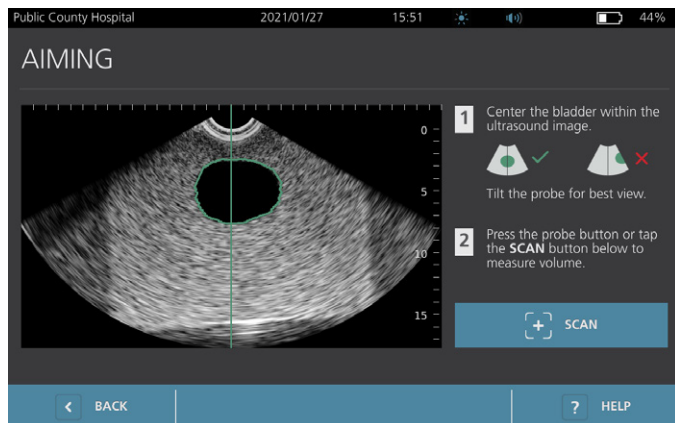 Public County Hospital 2021/01/27 15:51 44%
AIMING
0
5
10
15
1 Center the bladder within the
ultrasound image.
Tilt the probe for best view.
2 Press the probe button or tap
the SCAN button below to
measure volume.
SCAN
BACK
? HELP